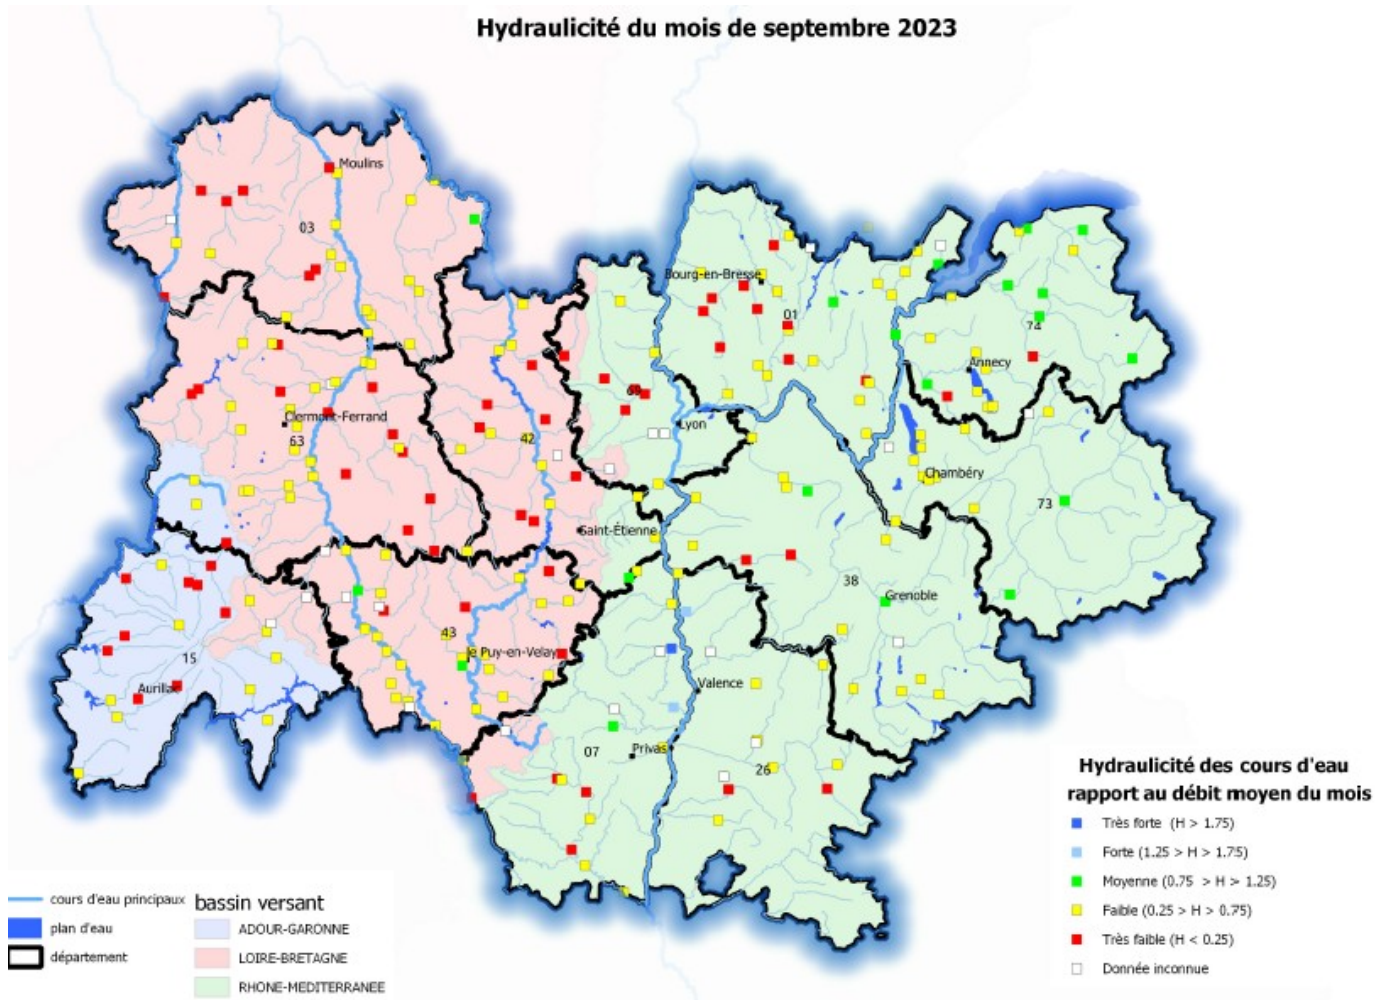 Hydraulicité du mois de septembre 2023
Moulins
03
Bourg-en-Bresse
01
74
Annecy
69
Clermont-Ferrand
Lyon
63
42
Chambéry
73
Saint-Étienne
38
Grenoble
43
le Puy-en-Velay
15
Aurillac
Valence
07
Privas
26
Hydraulicité des cours d'eau
rapport au débit moyen du mois
Très forte (H > 1.75)
Forte (1.25 > H > 1.75)
Moyenne (0.75 > H > 1.25)
Faible (0.25 > H > 0.75)
Très faible (H < 0.25)
Donnée inconnue
cours d'eau principaux
plan d'eau
département
bassin versant
ADOUR-GARONNE
LOIRE-BRETAGNE
RHONE-MEDITERRANEE